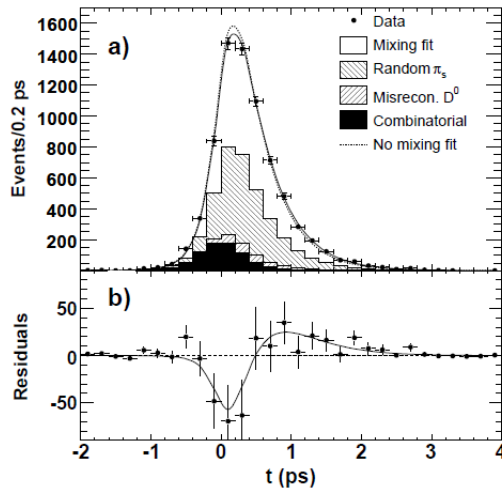 1600
1400
1200
1000
800
600
400
200
Events/0.2 ps
a)
Data
Mixing fit
Random π_s
Misrecon. D^0
Combinatorial
No mixing fit
50
0
-50
Residuals
b)
-2 -1 0 1 2 3 4
t (ps)